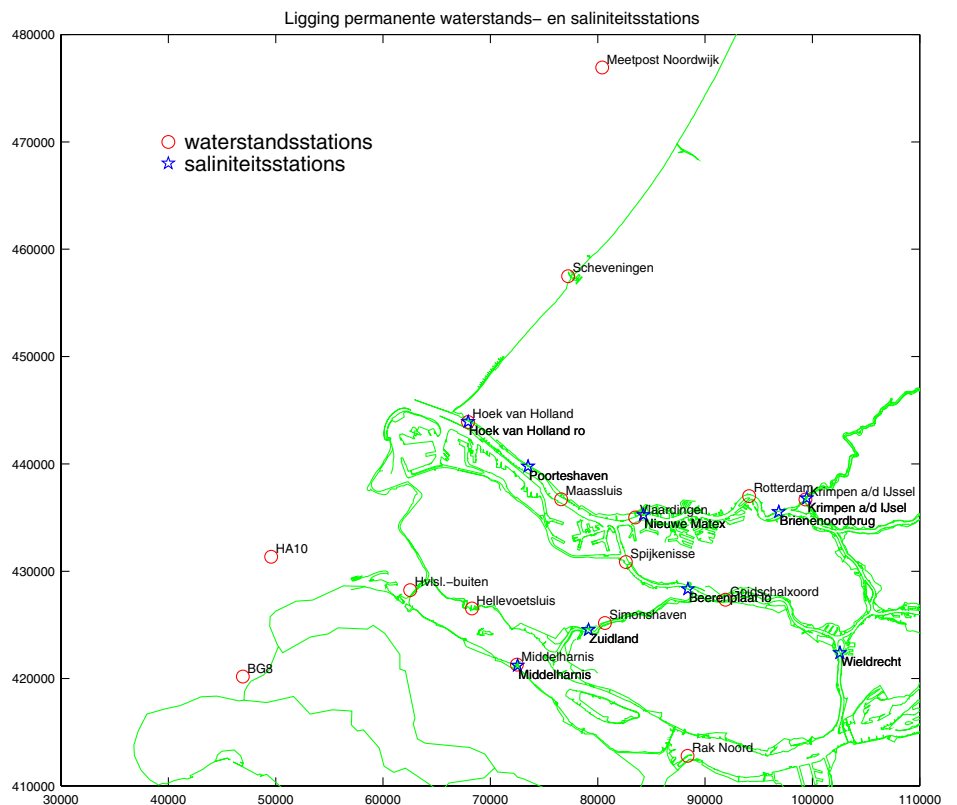 Ligging permanente waterstands− en saliniteitsstations
480000
Meetpost Noordwijk
470000
waterstandsstations
saliniteitsstations
460000
Scheveningen
450000
Hoek van Holland
Hoek van Holland ro
440000
Poorteshaven
Maassluis
Rotterdam
Krimpen a/d IJssel
Krimpen a/d IJsel
Vlaardingen
Nieuwe Matex
Brienenoordbrug
HA10
Spijkenisse
430000
Hvlsl.−buiten
Beerenplaat lo
Goidschalxoord
Hellevoetsluis
Simonshaven
Zuidland
Middelharnis
Middelharnis
Wieldrecht
BG8
420000
Rak Noord
410000
30000 40000 50000 60000 70000 80000 90000 100000 110000